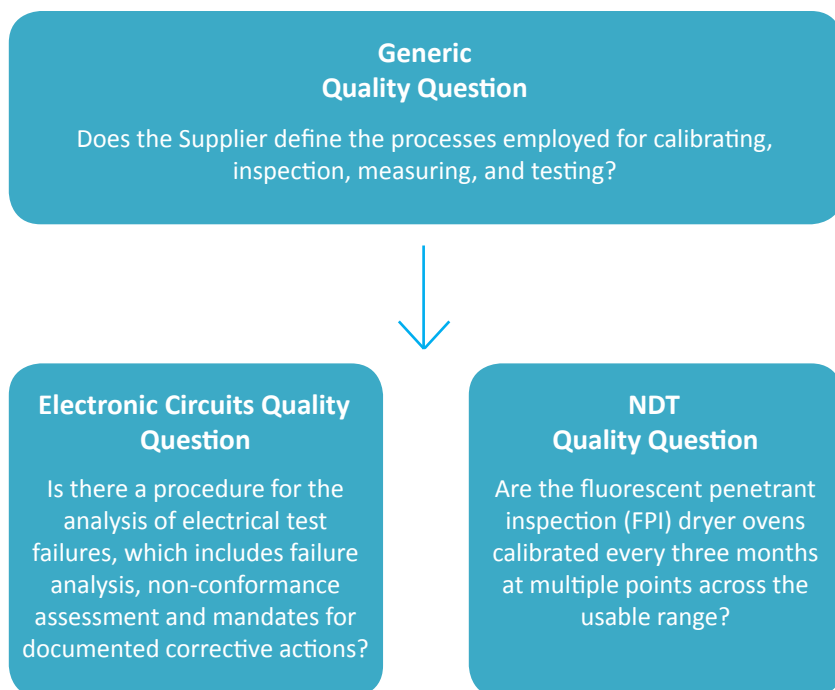 Generic
Quality Question
Does the Supplier define the processes employed for calibrating,
inspection, measuring, and testing?
Electronic Circuits Quality
Question
Is there a procedure for the
analysis of electrical test
failures, which includes failure
analysis, non-conformance
assessment and mandates for
documented corrective actions?
NDT
Quality Question
Are the fluorescent penetrant
inspection (FPI) dryer ovens
calibrated every three months
at multiple points across the
usable range?